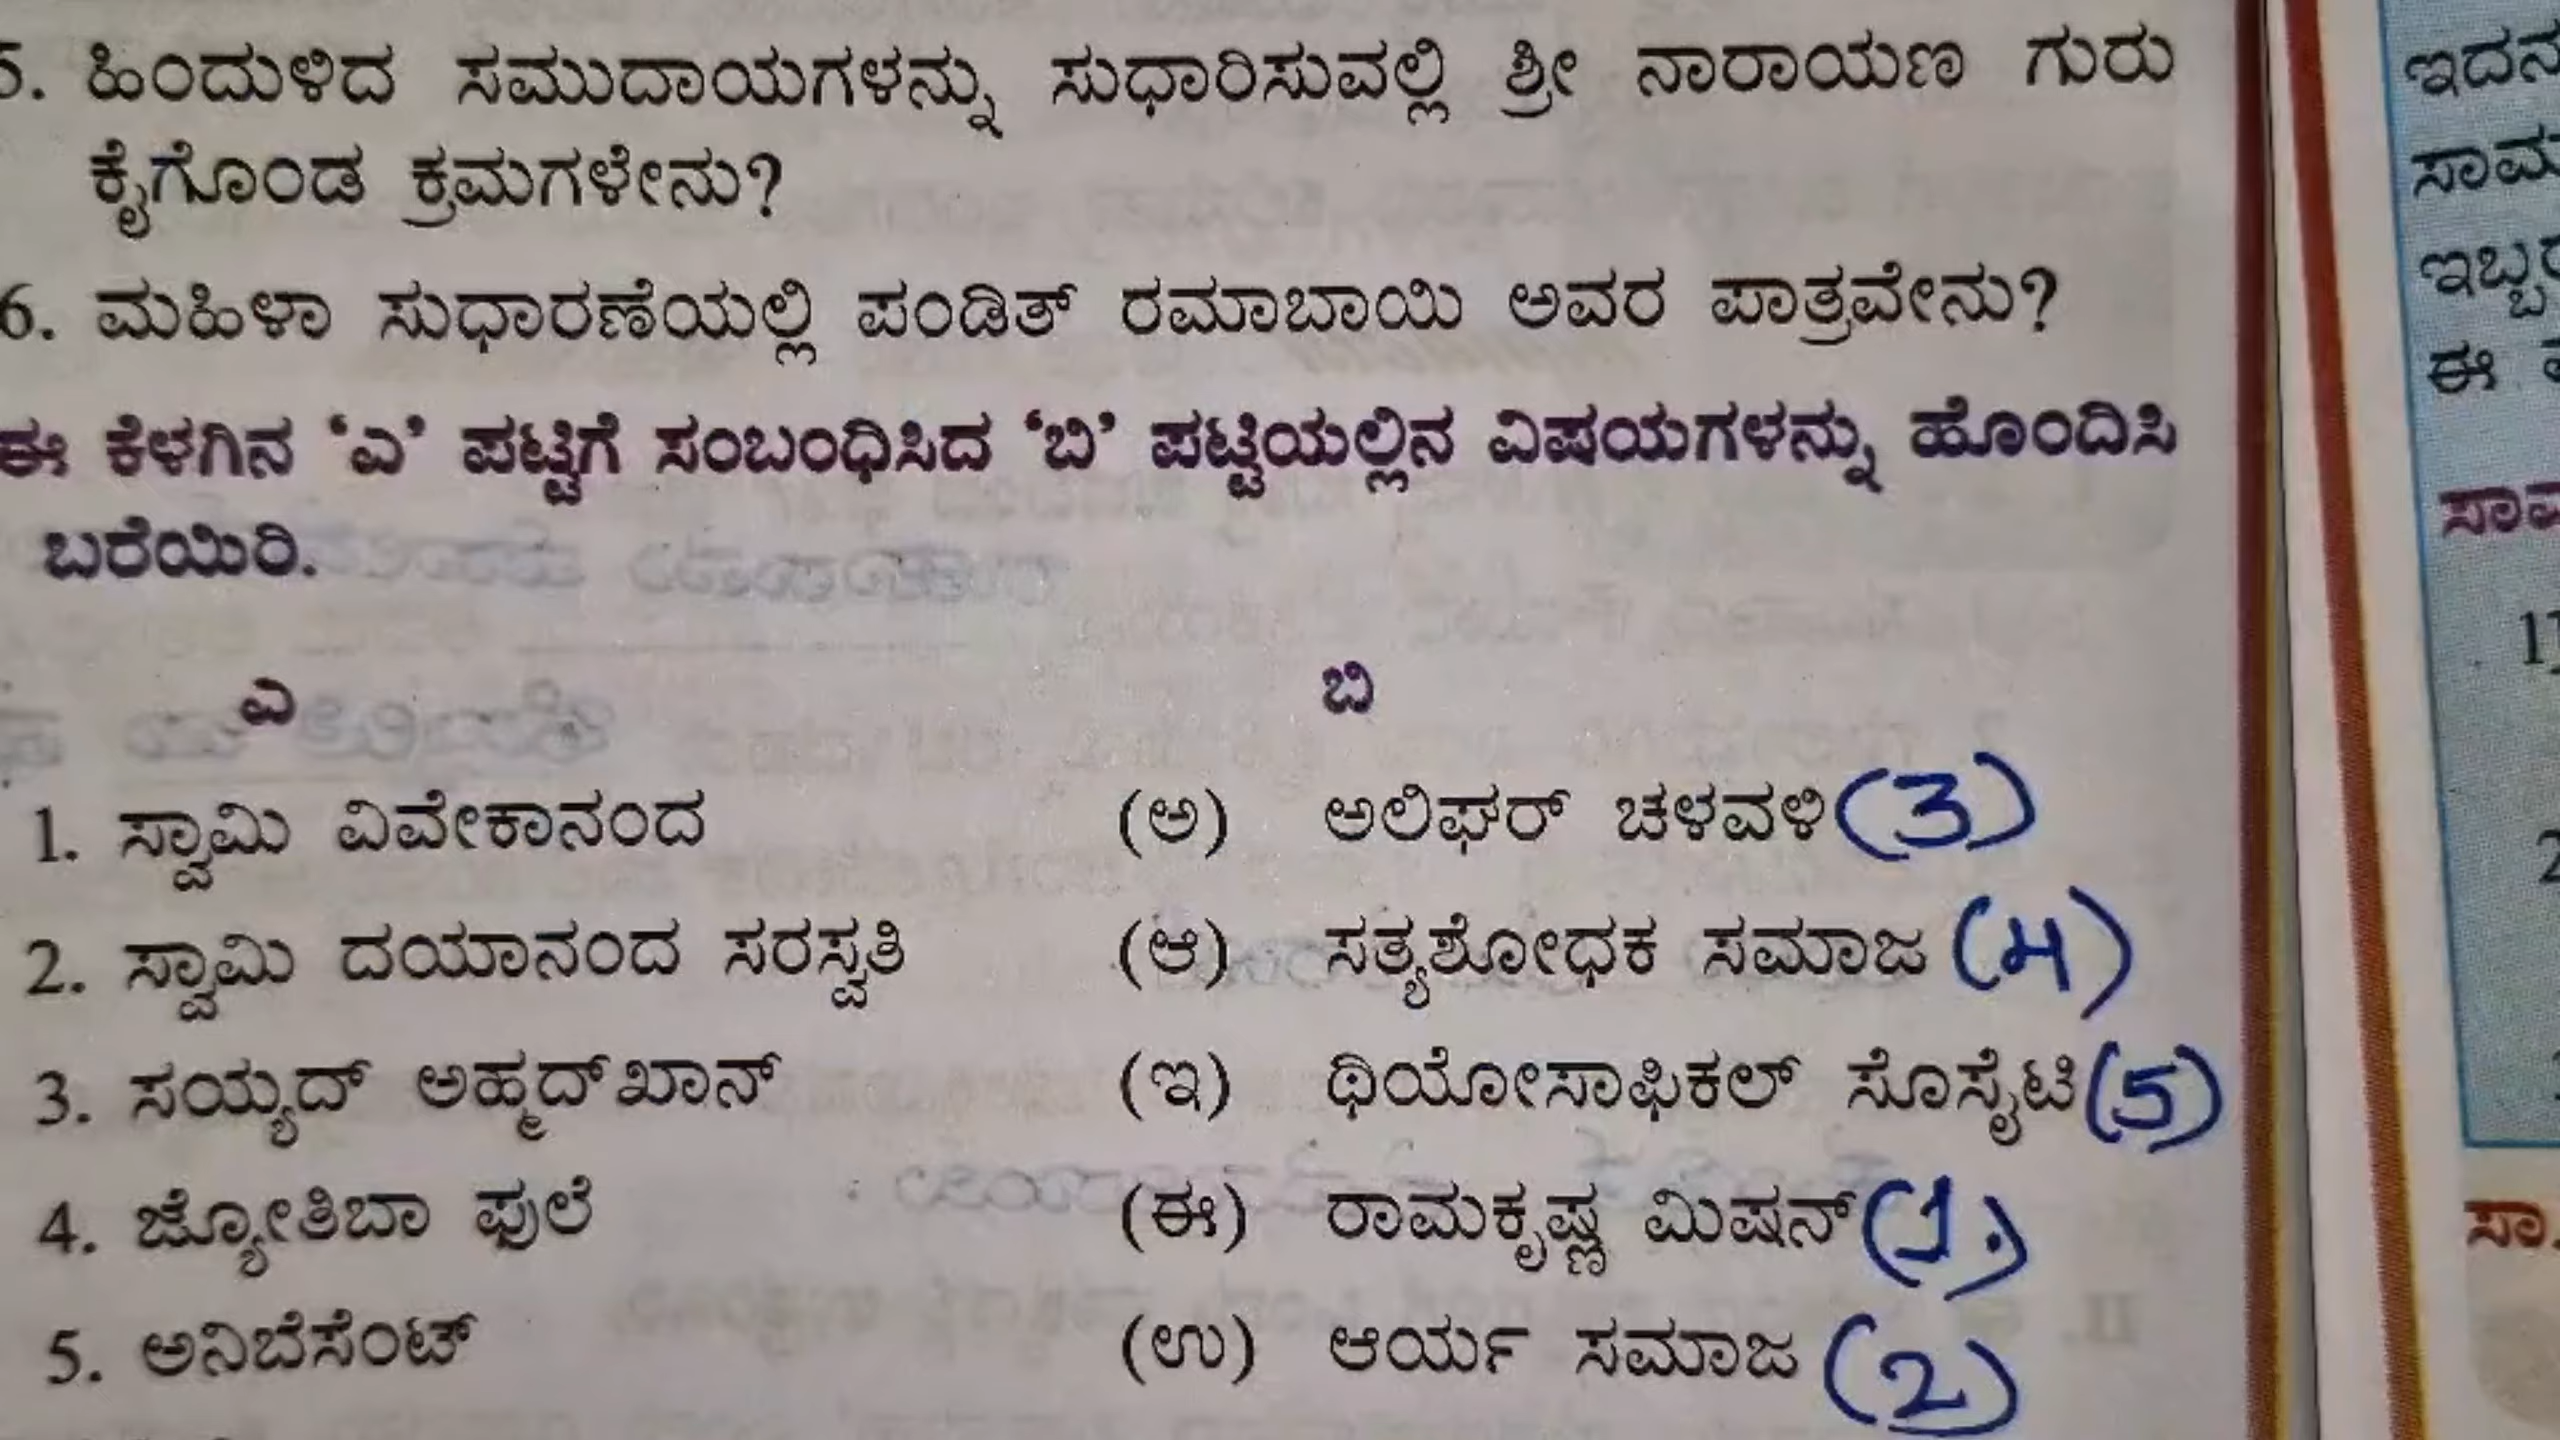 5. ಹಿಂದುಳಿದ ಸಮುದಾಯಗಳನ್ನು ಸುಧಾರಿಸುವಲ್ಲಿ ಶ್ರೀ ನಾರಾಯಣ ಗುರು
ಕೈಗೊಂಡ ಕ್ರಮಗಳೇನು?
6. ಮಹಿಳಾ ಸುಧಾರಣೆಯಲ್ಲಿ ಪಂಡಿತ್ ರಮಾಬಾಯಿ ಅವರ ಪಾತ್ರವೇನು?
ಈ ಕೆಳಗಿನ ‘ಎ’ ಪಟ್ಟಿಗೆ ಸಂಬಂಧಿಸಿದ ‘ಬಿ’ ಪಟ್ಟಿಯಲ್ಲಿನ ವಿಷಯಗಳನ್ನು ಹೊಂದಿಸಿ
ಬರೆಯಿರಿ.
ಎ ಬಿ
1. ಸ್ವಾಮಿ ವಿವೇಕಾನಂದ (ಅ) ಅಲಿಘರ್ ಚಳವಳಿ (3)
2. ಸ್ವಾಮಿ ದಯಾನಂದ ಸರಸ್ವತಿ (ಆ) ಸತ್ಯಶೋಧಕ ಸಮಾಜ (4)
3. ಸಯ್ಯದ್ ಅಹ್ಮದ್‌ಖಾನ್ (ಇ) ಥಿಯೋಸಾಫಿಕಲ್ ಸೊಸೈಟಿ (5)
4. ಜ್ಯೋತಿಬಾ ಫುಲೆ (ಈ) ರಾಮಕೃಷ್ಣ ಮಿಷನ್ (1.)
5. ಅನಿಬೆಸೆಂಟ್ (ಉ) ಆರ್ಯ ಸಮಾಜ (2)
ಈ
1]
2
ಸಾ.